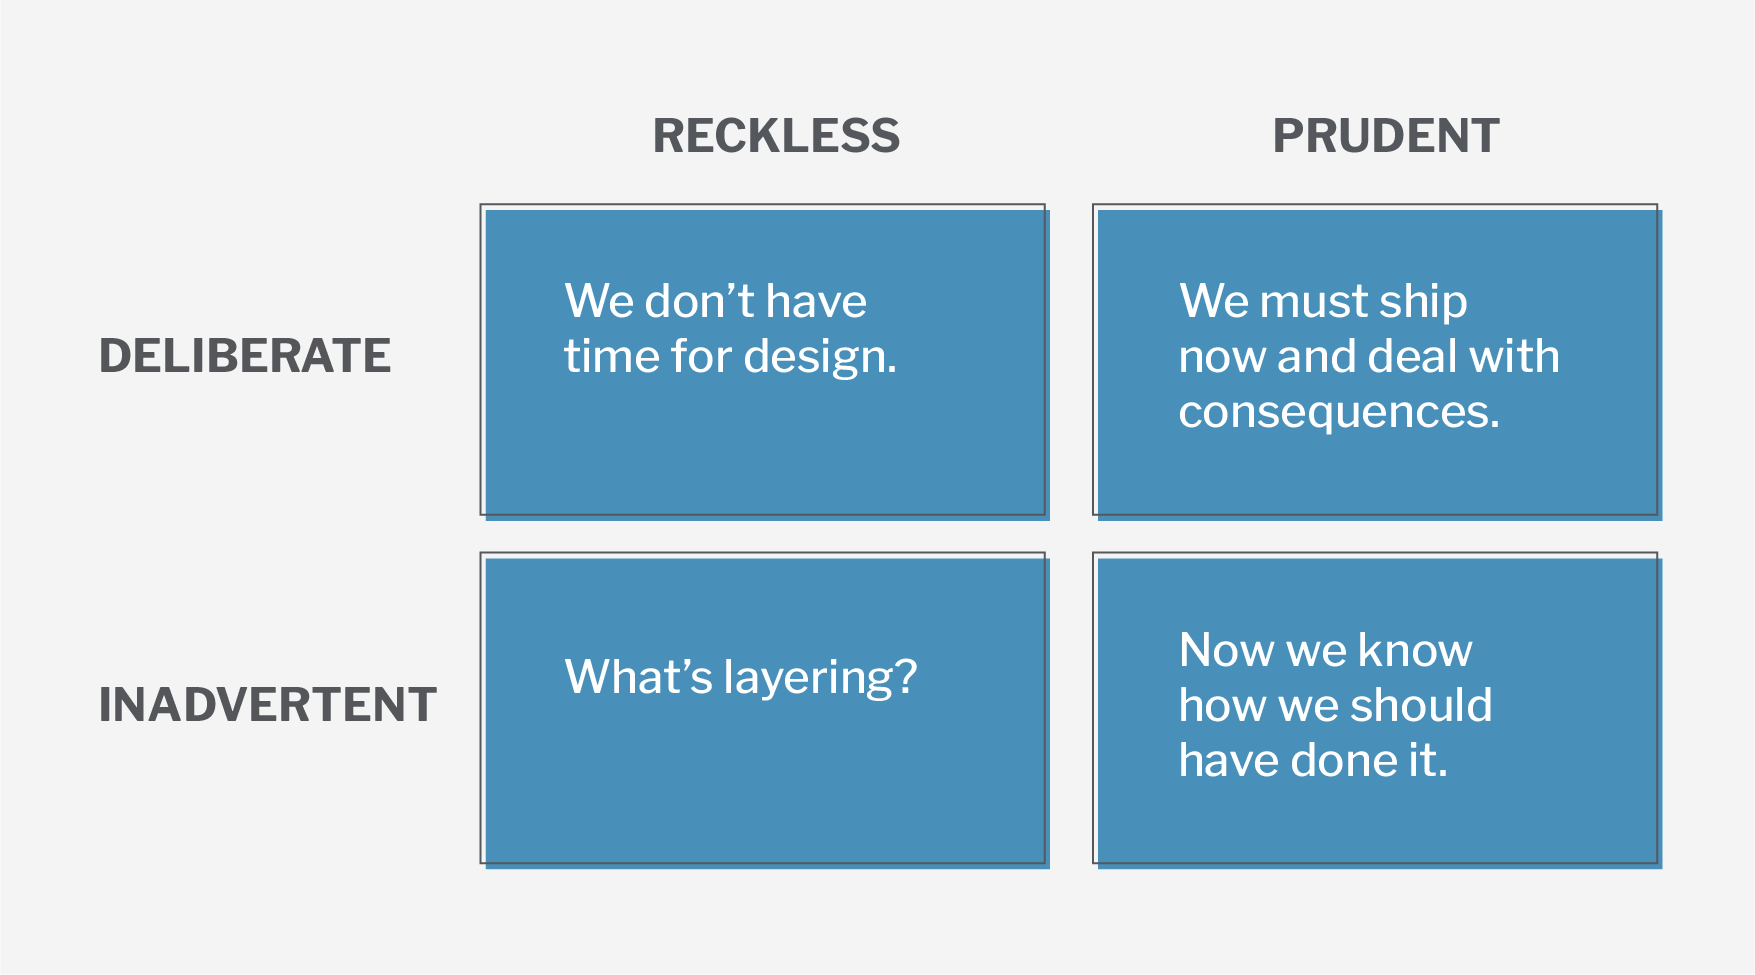 RECKLESS
PRUDENT
DELIBERATE
We don’t have
time for design.
We must ship
now and deal with
consequences.
INADVERTENT
What’s layering?
Now we know
how we should
have done it.